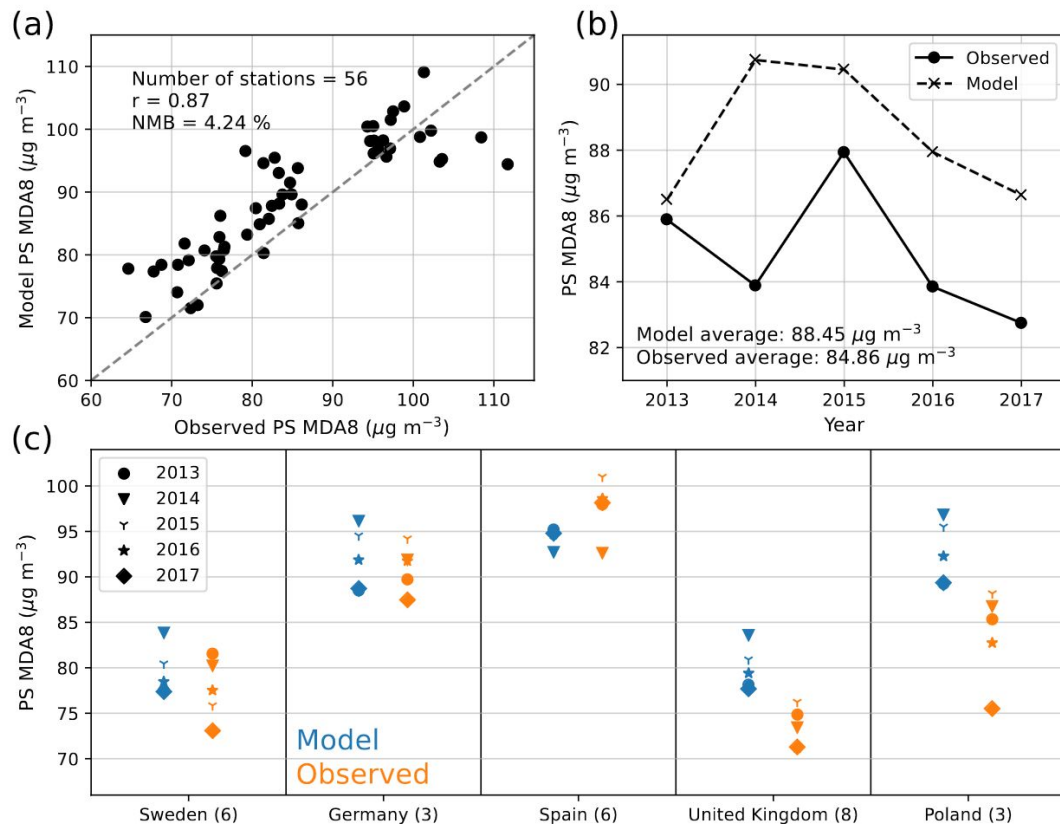 (a)
Number of stations = 56
r = 0.87
NMB = 4.24 %
Model PS MDA8 (μg m⁻³)
110
100
90
80
70
60
60 70 80 90 100 110
Observed PS MDA8 (μg m⁻³)
(b)
Observed
Model
PS MDA8 (μg m⁻³)
90
88
86
84
82
Model average: 88.45 μg m⁻³
Observed average: 84.86 μg m⁻³
2013 2014 2015 2016 2017
Year
(c)
2013
2014
2015
2016
2017
PS MDA8 (μg m⁻³)
100
95
90
85
80
75
70
Model
Observed
Sweden (6) Germany (3) Spain (6) United Kingdom (8) Poland (3)